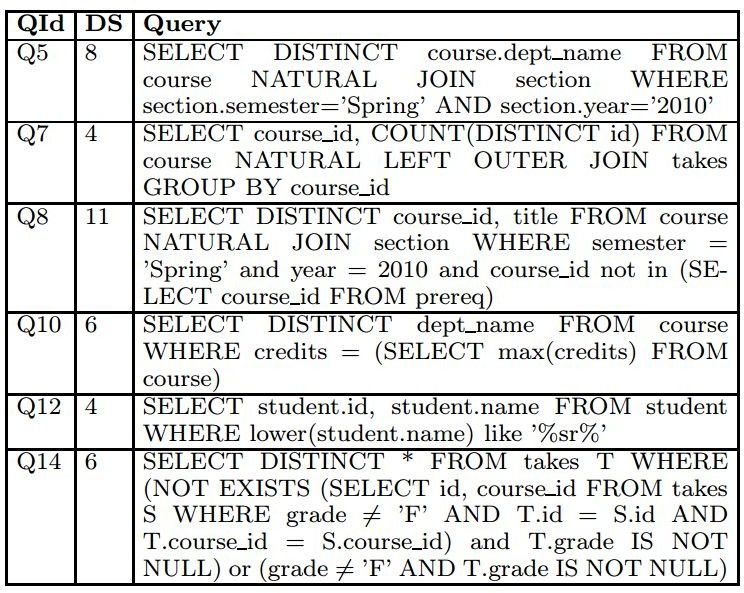 QId DS Query
Q5 8 SELECT DISTINCT course.dept_name FROM
course NATURAL JOIN section WHERE
section.semester=’Spring’ AND section.year=’2010’
Q7 4 SELECT course_id, COUNT(DISTINCT id) FROM
course NATURAL LEFT OUTER JOIN takes
GROUP BY course_id
Q8 11 SELECT DISTINCT course_id, title FROM course
NATURAL JOIN section WHERE semester =
’Spring’ and year = 2010 and course_id not in (SE-
LECT course_id FROM prereq)
Q10 6 SELECT DISTINCT dept_name FROM course
WHERE credits = (SELECT max(credits) FROM
course)
Q12 4 SELECT student.id, student.name FROM student
WHERE lower(student.name) like ’%sr%’
Q14 6 SELECT DISTINCT * FROM takes T WHERE
(NOT EXISTS (SELECT id, course_id FROM takes
S WHERE grade ≠ ’F’ AND T.id = S.id AND
T.course_id = S.course_id) and T.grade IS NOT
NULL) or (grade ≠ ’F’ AND T.grade IS NOT NULL)